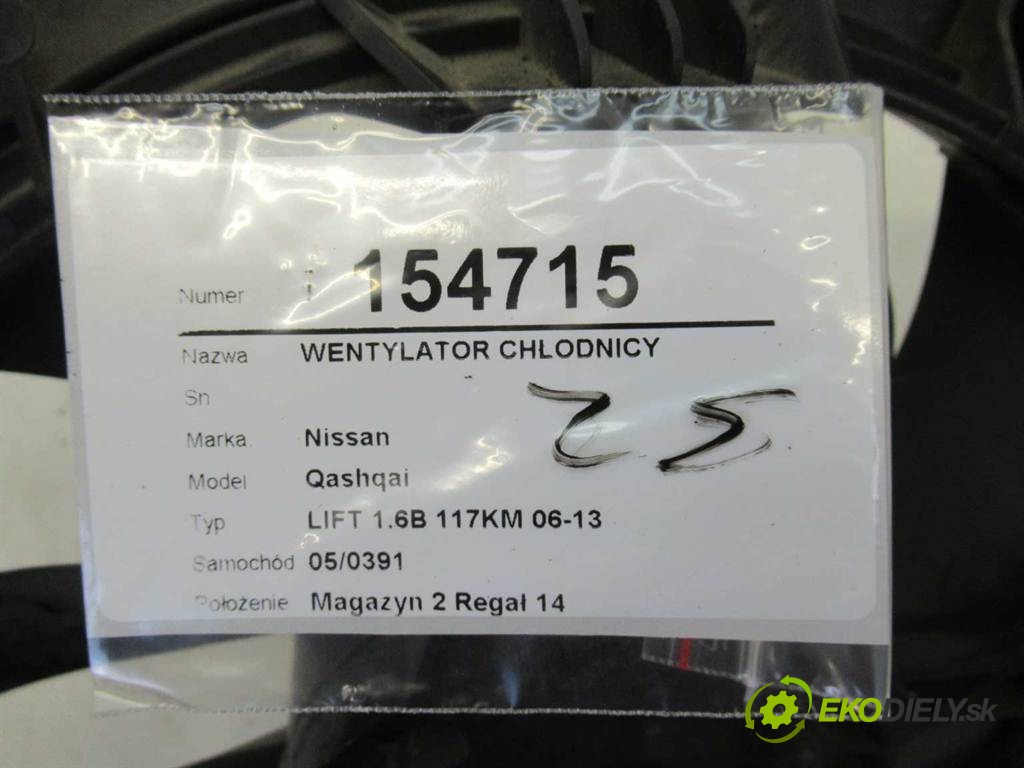 Numer 154715
Nazwa WENTYLATOR CHLODNICY
Sn
Marka Nissan
Model Qashqai
Typ LIFT 1.6B 117KM 06-13
Samochód 05/0391
Położenie Magazyn 2 Regał 14
EKODIELY.sk